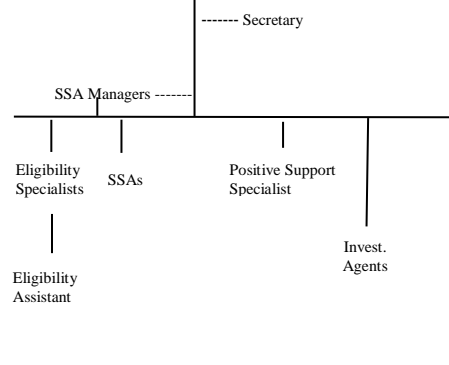 ------- Secretary
SSA Managers -------
Eligibility
Specialists
SSAs
Positive Support
Specialist
Invest.
Agents
Eligibility
Assistant